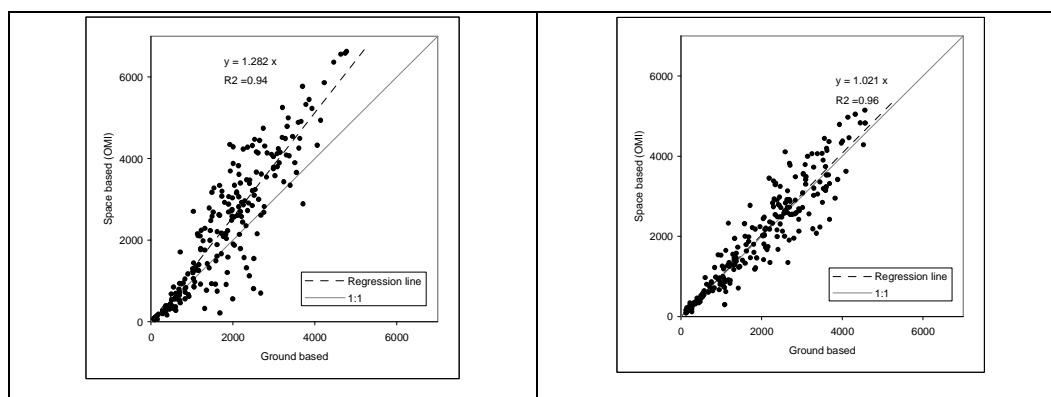 y = 1.282 x
R2 =0.94
6000
4000
2000
0
Space based (OMI)
Regression line
1:1
0 2000 4000 6000
Ground based
y = 1.021 x
R2 =0.96
6000
4000
2000
0
Space based (OMI)
Regression line
1:1
0 2000 4000 6000
Ground based